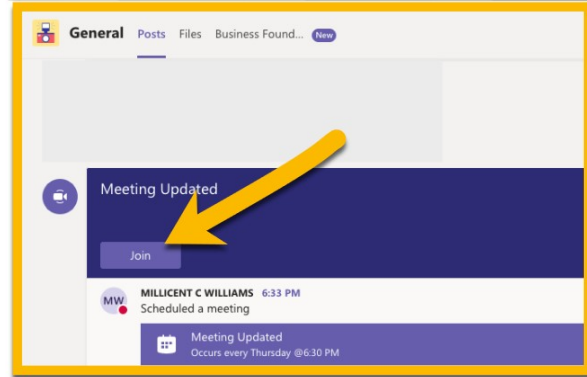 General Posts Files Business Found... New
Meeting Updated
Join
MW MILLICENT C WILLIAMS 6:33 PM
Scheduled a meeting
Meeting Updated
Occurs every Thursday @6:30 PM